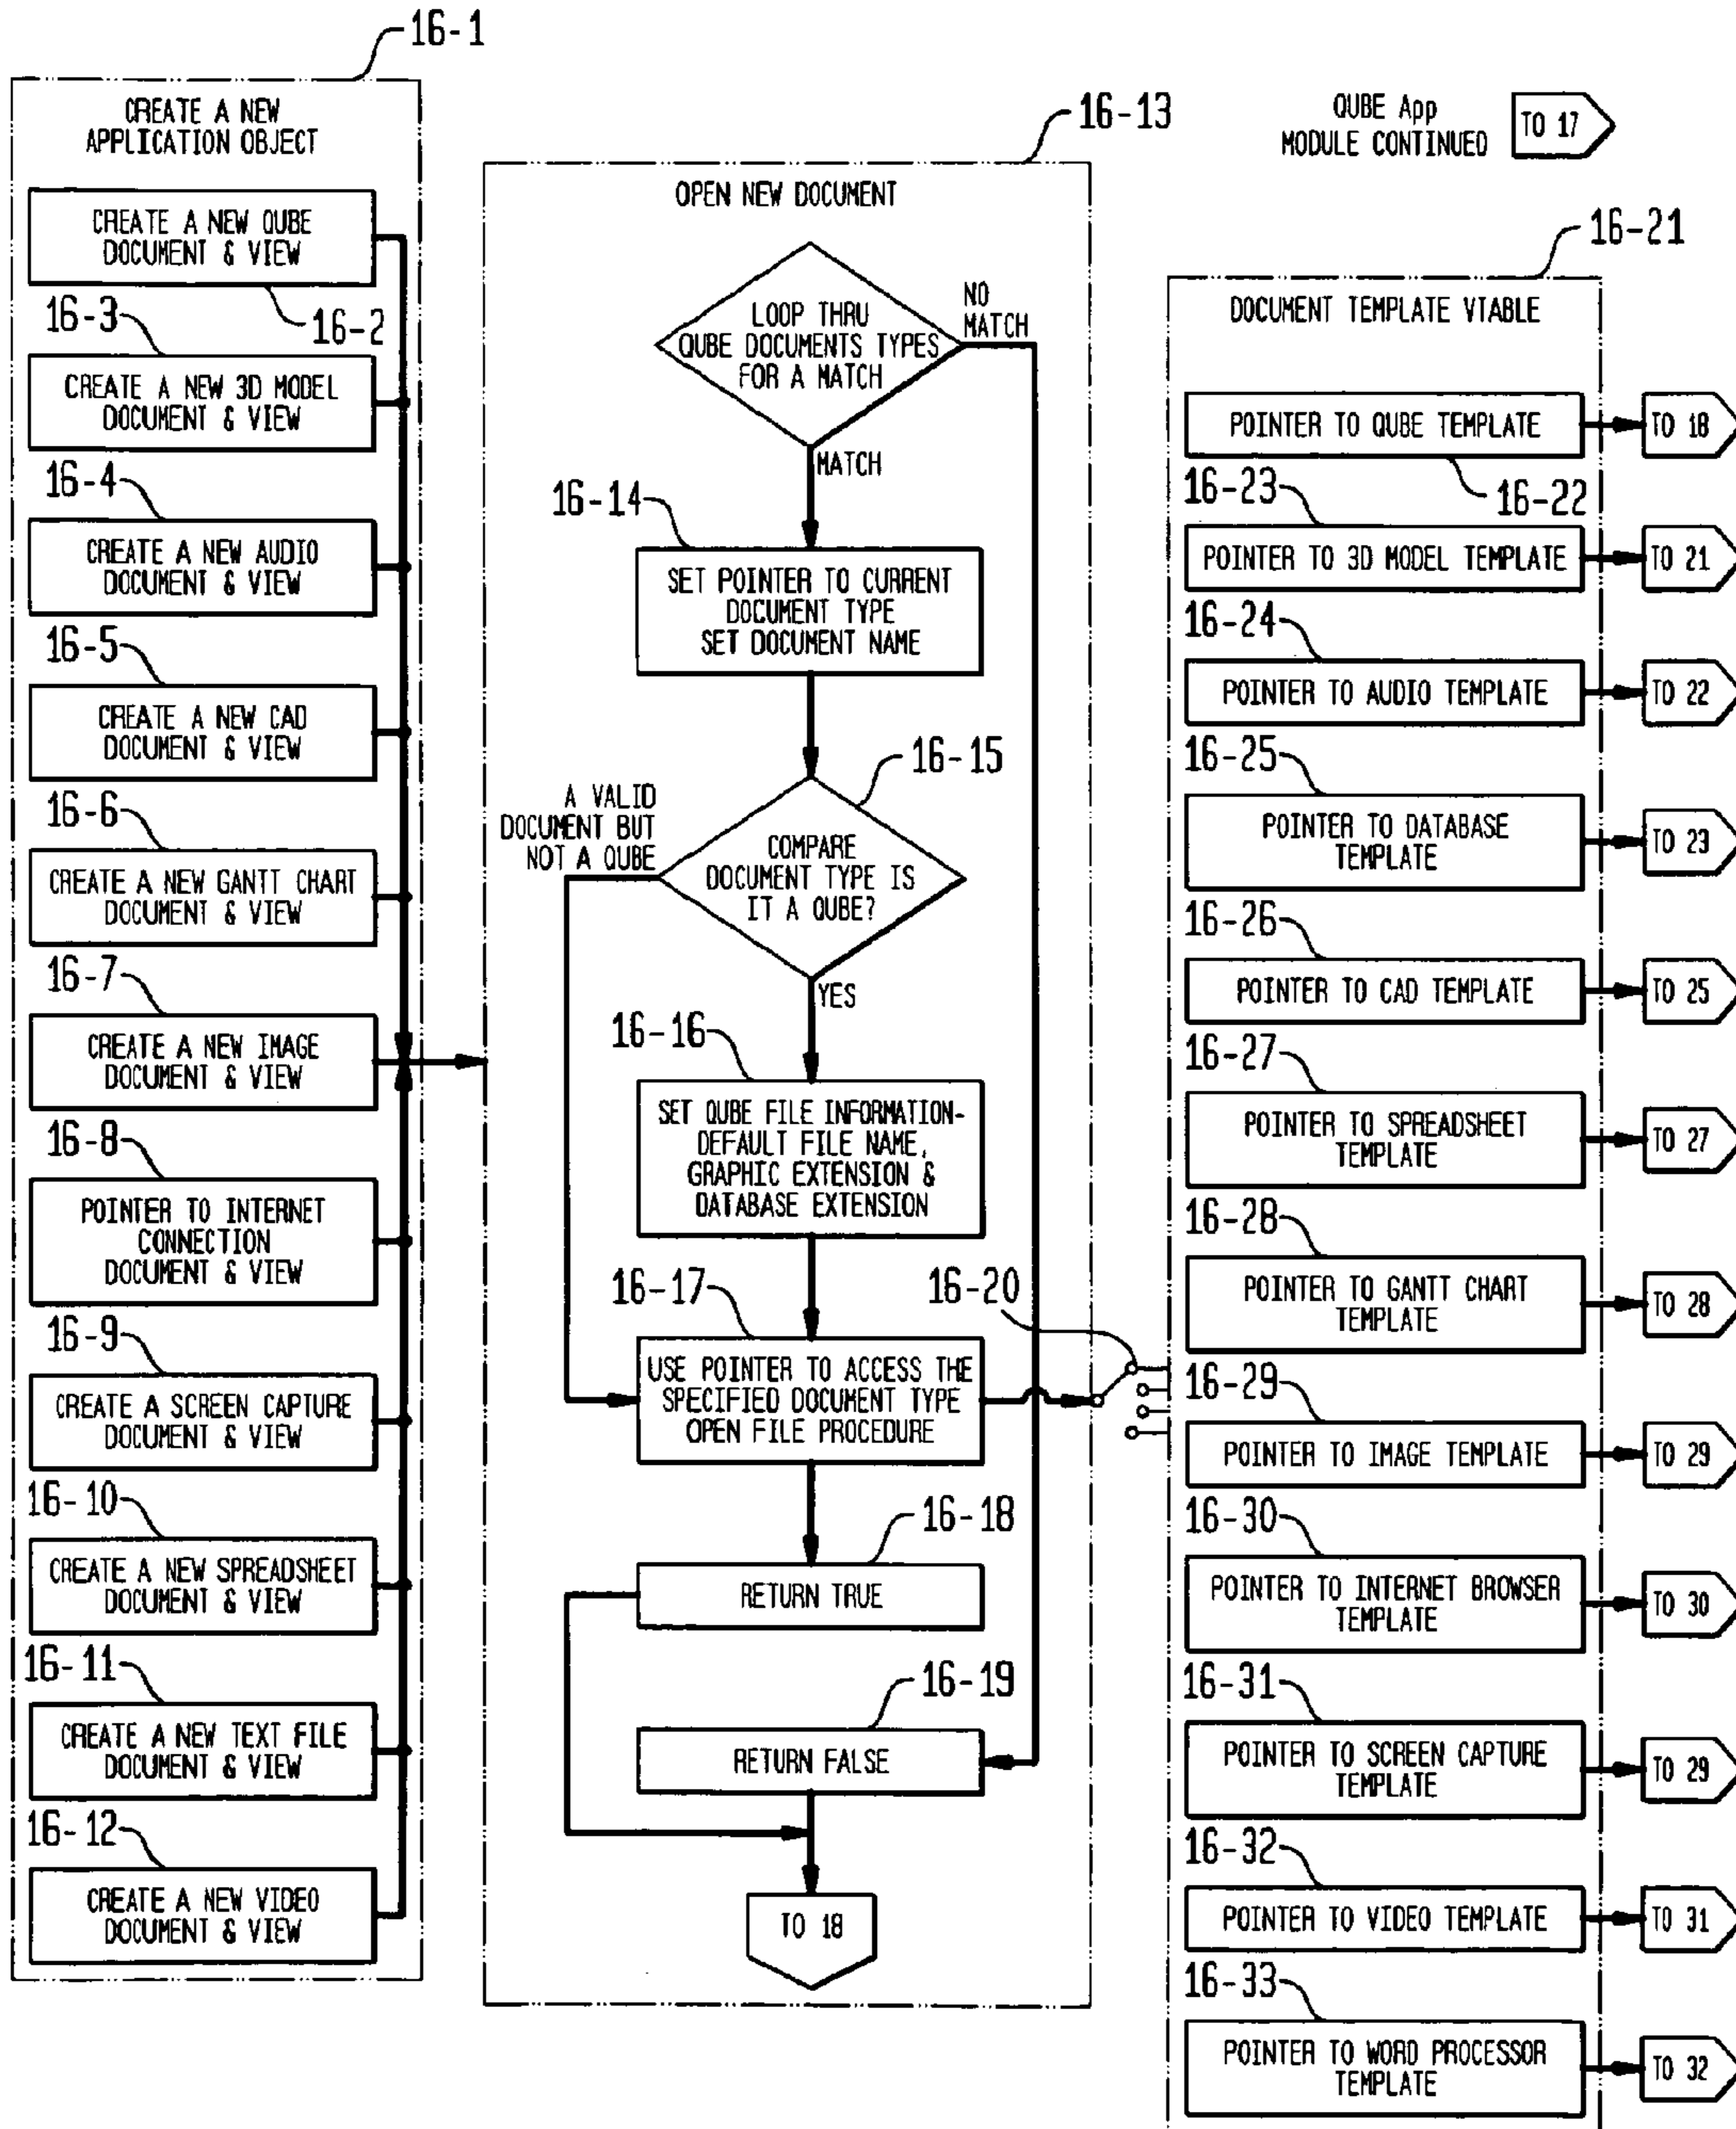 16-1
CREATE A NEW
APPLICATION OBJECT
CREATE A NEW QUBE
DOCUMENT & VIEW
16-2
16-3
CREATE A NEW 3D MODEL
DOCUMENT & VIEW
16-4
CREATE A NEW AUDIO
DOCUMENT & VIEW
16-5
CREATE A NEW CAD
DOCUMENT & VIEW
16-6
CREATE A NEW GANTT CHART
DOCUMENT & VIEW
16-7
CREATE A NEW IMAGE
DOCUMENT & VIEW
16-8
POINTER TO INTERNET
CONNECTION
DOCUMENT & VIEW
16-9
CREATE A SCREEN CAPTURE
DOCUMENT & VIEW
16-10
CREATE A NEW SPREADSHEET
DOCUMENT & VIEW
16-11
CREATE A NEW TEXT FILE
DOCUMENT & VIEW
16-12
CREATE A NEW VIDEO
DOCUMENT & VIEW
16-13
OPEN NEW DOCUMENT
LOOP THRU
QUBE DOCUMENTS TYPES
FOR A MATCH
NO
MATCH
MATCH
16-14
SET POINTER TO CURRENT
DOCUMENT TYPE
SET DOCUMENT NAME
16-15
A VALID
DOCUMENT BUT
NOT A QUBE
COMPARE
DOCUMENT TYPE IS
IT A QUBE?
YES
16-16
SET QUBE FILE INFORMATION-
DEFAULT FILE NAME,
GRAPHIC EXTENSION &
DATABASE EXTENSION
16-17
USE POINTER TO ACCESS THE
SPECIFIED DOCUMENT TYPE
OPEN FILE PROCEDURE
16-20
16-18
RETURN TRUE
16-19
RETURN FALSE
TO 18
QUBE App
MODULE CONTINUED
TO 17
16-21
DOCUMENT TEMPLATE VTABLE
POINTER TO QUBE TEMPLATE
TO 18
16-22
16-23
POINTER TO 3D MODEL TEMPLATE
TO 21
16-24
POINTER TO AUDIO TEMPLATE
TO 22
16-25
POINTER TO DATABASE
TEMPLATE
TO 23
16-26
POINTER TO CAD TEMPLATE
TO 25
16-27
POINTER TO SPREADSHEET
TEMPLATE
TO 27
16-28
POINTER TO GANTT CHART
TEMPLATE
TO 28
16-29
POINTER TO IMAGE TEMPLATE
TO 29
16-30
POINTER TO INTERNET BROWSER
TEMPLATE
TO 30
16-31
POINTER TO SCREEN CAPTURE
TEMPLATE
TO 29
16-32
POINTER TO VIDEO TEMPLATE
TO 31
16-33
POINTER TO WORD PROCESSOR
TEMPLATE
TO 32